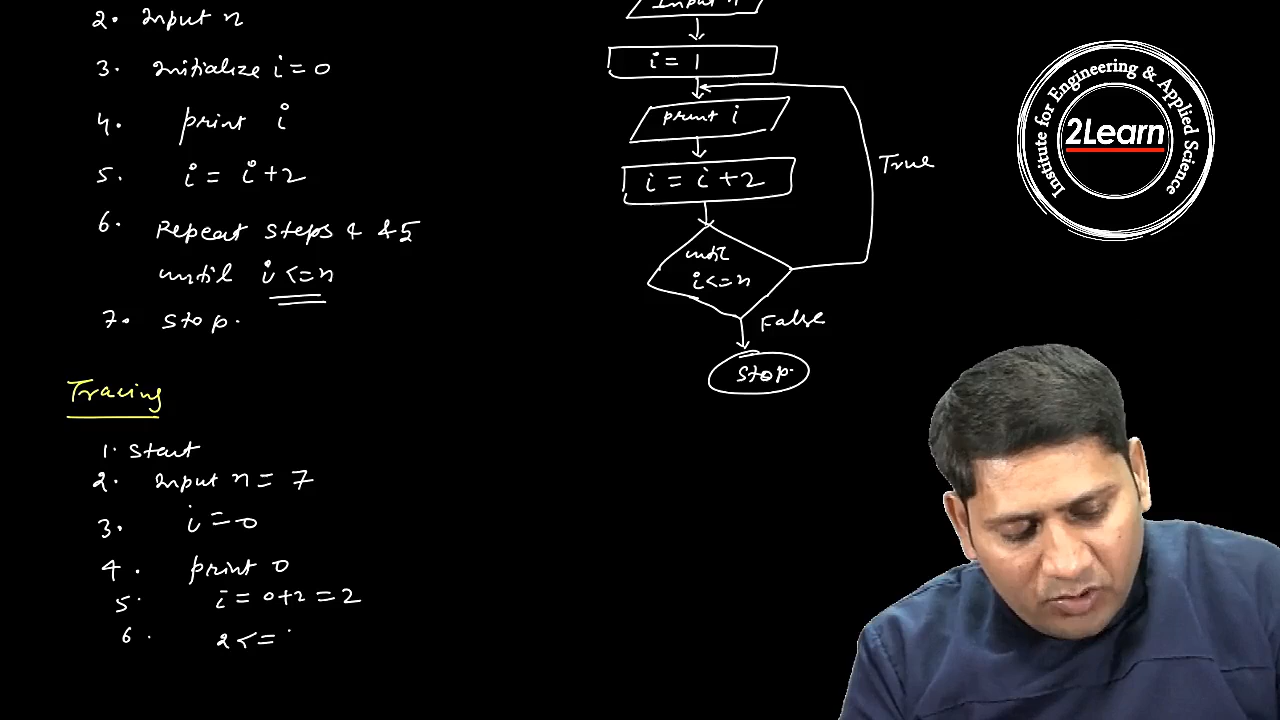 2. Input n
3. Initialize i = 0
4. print i
5. i = i+2
6. Repeat steps 4 & 5
until i <= n
7. Stop.
Tracing
1. Start
2. Input n = 7
3. i = 0
4. print 0
5. i = 0+2 = 2
6. 2 <=
Input n
i = 1
print i
i = i+2
until
i <= n
True
False
Stop.
Institute for Engineering & Applied Science
2Learn